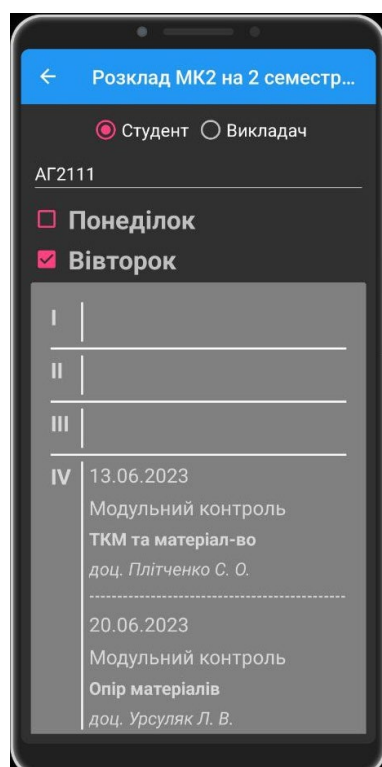 Розклад МК2 на 2 семестр...
Студент Викладач
АГ2111
Понеділок
Вівторок
I
II
III
IV 13.06.2023
Модульний контроль
ТКМ та матеріал-во
доц. Плітченко С. О.
20.06.2023
Модульний контроль
Опір матеріалів
доц. Урсуляк Л. В.